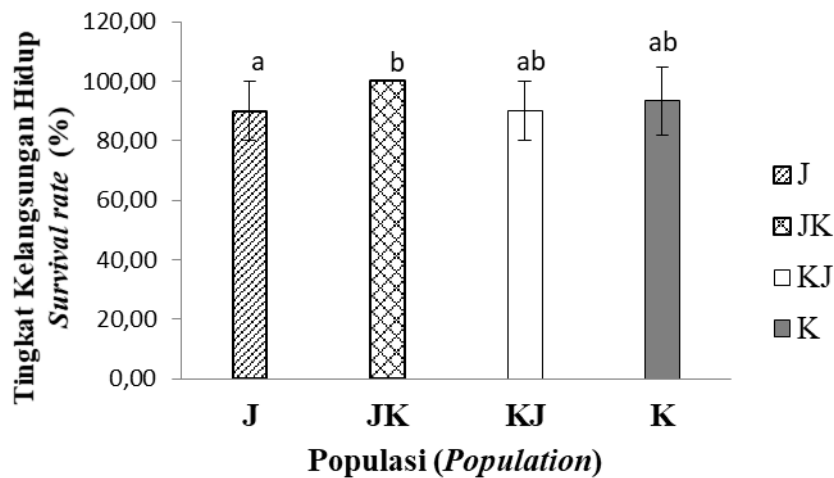 120,00
100,00
80,00
60,00
40,00
20,00
0,00
Tingkat Kelangsungan Hidup
Survival rate (%)
a
b
ab
ab
J
JK
KJ
K
Populasi (Population)
J
JK
KJ
K